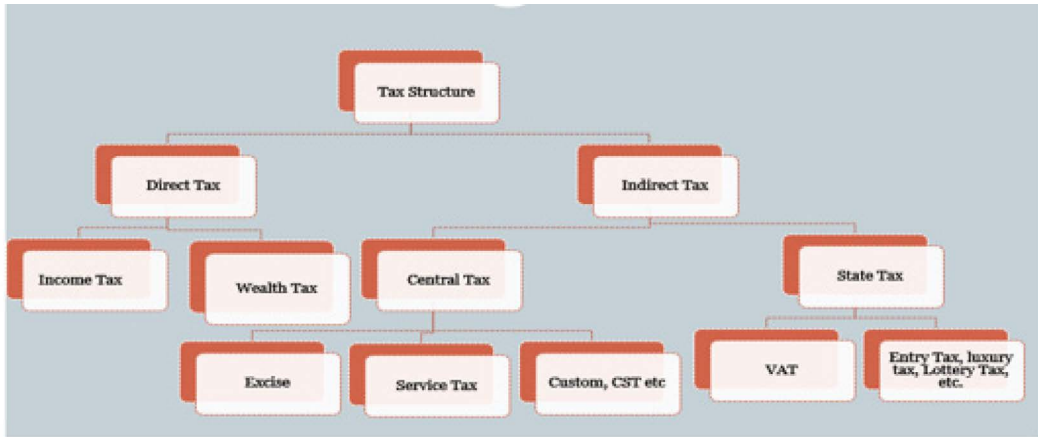 Tax Structure
Direct Tax
Indirect Tax
Income Tax
Wealth Tax
Central Tax
State Tax
Excise
Service Tax
Custom, CST etc
VAT
Entry Tax, luxury
tax, Lottery Tax,
etc.